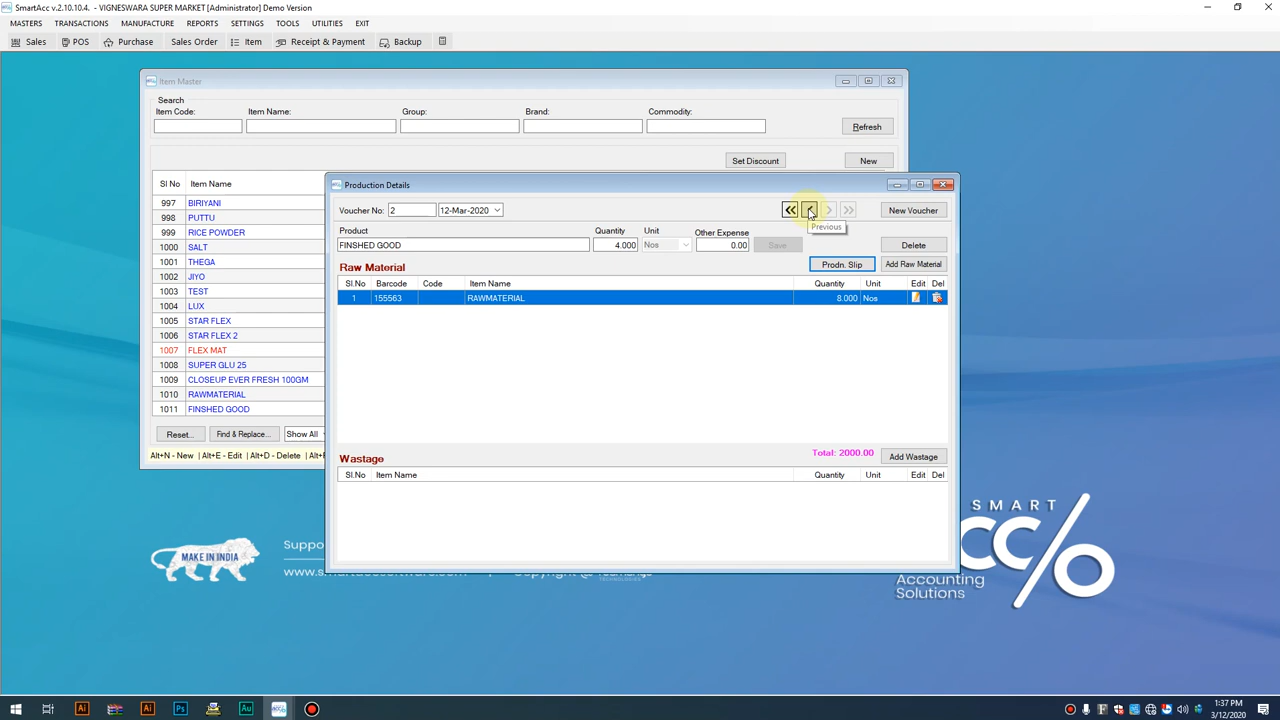 SmartAcc v.2.10.10.4. - VIGNESWARA SUPER MARKET [Administrator] Demo Version
MASTERS TRANSACTIONS MANUFACTURE REPORTS SETTINGS TOOLS UTILITIES EXIT
Sales POS Purchase Sales Order Item Receipt & Payment Backup
Item Master
Search
Item Code: Item Name: Group: Brand: Commodity:
Refresh
Set Discount New
Sl No Item Name
997 BIRIYANI
998 PUTTU
999 RICE POWDER
1000 SALT
1001 THEGA
1002 JIYO
1003 TEST
1004 LUX
1005 STAR FLEX
1006 STAR FLEX 2
1007 FLEX MAT
1008 SUPER GLU 25
1009 CLOSEUP EVER FRESH 100GM
1010 RAWMATERIAL
1011 FINSHED GOOD
Reset... Find & Replace... Show All
Alt+N - New | Alt+E - Edit | Alt+D - Delete
Production Details
Voucher No: 2 12-Mar-2020 New Voucher
Previous
Product Quantity Unit Other Expense
FINSHED GOOD 4.000 Nos 0.00 Save Delete
Raw Material Prodn. Slip Add Raw Material
Sl.No Barcode Code Item Name Quantity Unit Edit Del
1 155563 RAWMATERIAL 8.000 Nos
Wastage Total: 2000.00 Add Wastage
Sl.No Item Name Quantity Unit Edit Del
MAKE IN INDIA
SMART
Acc/o
Accounting
Solutions
1:37 PM
3/12/2020